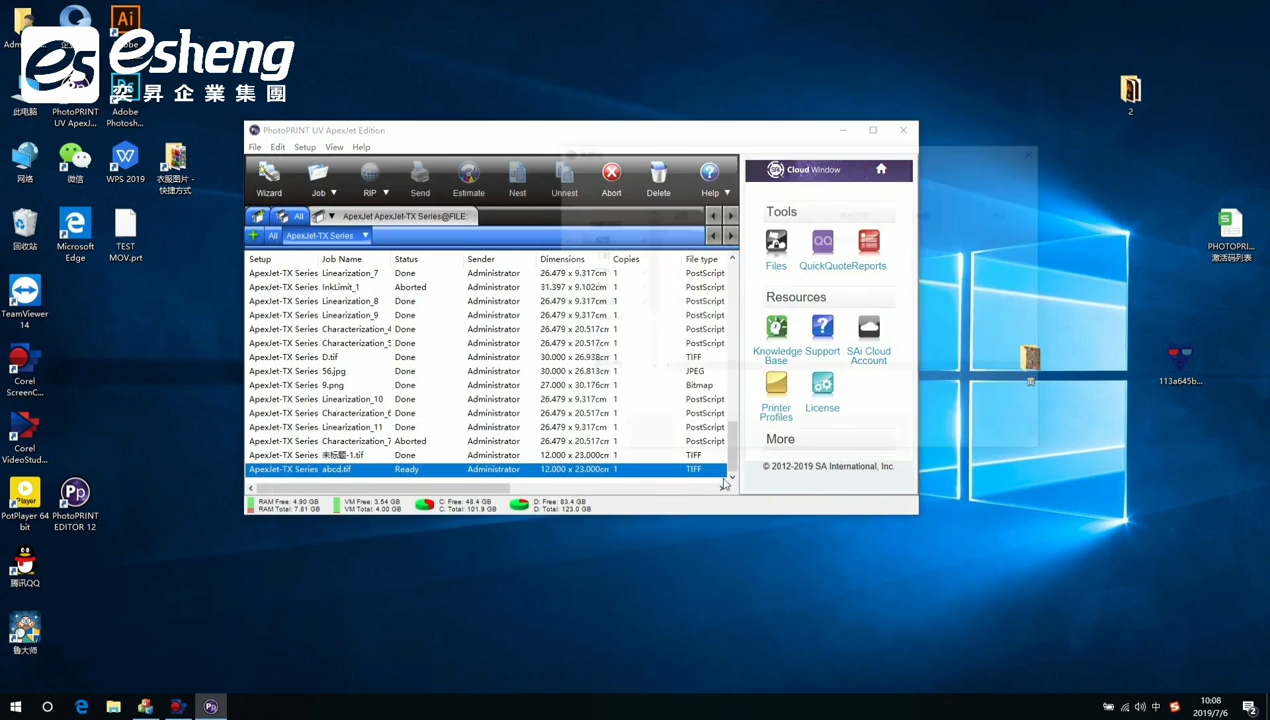 esheng
奕昇企業集團
此电脑
PhotoPRINT
UV ApexJ...
Adobe
Photosh...
网络
微信
WPS 2019
衣服图片 -
快捷方式
回收站
Microsoft
Edge
TEST
MOV.prt
TeamViewer
14
Corel
ScreenC...
Corel
VideoStud...
PotPlayer 64
bit
PhotoPRINT
EDITOR 12
腾讯QQ
鲁大师
2
PHOTOPRI...
激活码列表
黄
113a645b...
PhotoPRINT UV ApexJet Edition
File Edit Setup View Help
Wizard Job RIP Send Estimate Nest Unnest Abort Delete Help
All ApexJet ApexJet-TX Series@FILE:
All ApexJet-TX Series
Setup Job Name Status Sender Dimensions Copies File type
ApexJet-TX Series Linearization_7 Done Administrator 26.479 x 9.317cm 1 PostScript
ApexJet-TX Series InkLimit_1 Aborted Administrator 31.397 x 9.102cm 1 PostScript
ApexJet-TX Series Linearization_8 Done Administrator 26.479 x 9.317cm 1 PostScript
ApexJet-TX Series Linearization_9 Done Administrator 26.479 x 9.317cm 1 PostScript
ApexJet-TX Series Characterization_4 Done Administrator 26.479 x 20.517cm 1 PostScript
ApexJet-TX Series Characterization_5 Done Administrator 26.479 x 20.517cm 1 PostScript
ApexJet-TX Series D.tif Done Administrator 30.000 x 26.938cm 1 TIFF
ApexJet-TX Series 56.jpg Done Administrator 30.000 x 26.813cm 1 JPEG
ApexJet-TX Series 9.png Done Administrator 27.000 x 30.176cm 1 Bitmap
ApexJet-TX Series Linearization_10 Done Administrator 26.479 x 9.317cm 1 PostScript
ApexJet-TX Series Characterization_6 Done Administrator 26.479 x 20.517cm 1 PostScript
ApexJet-TX Series Linearization_11 Done Administrator 26.479 x 9.317cm 1 PostScript
ApexJet-TX Series Characterization_7 Aborted Administrator 26.479 x 20.517cm 1 PostScript
ApexJet-TX Series 未标题-1.tif Done Administrator 12.000 x 23.000cm 1 TIFF
ApexJet-TX Series abcd.tif Ready Administrator 12.000 x 23.000cm 1 TIFF
RAM Free: 4.90 GB VM Free: 3.54 GB C: Free: 48.4 GB D: Free: 83.4 GB
RAM Total: 7.81 GB VM Total: 4.00 GB C: Total: 101.9 GB D: Total: 123.0 GB
SAi Cloud Window
Tools
Files QuickQuote Reports
Resources
Knowledge Support SAi Cloud
Base Account
Printer License
Profiles
More
© 2012-2019 SA International, Inc.
中
10:08
2019/7/6
2